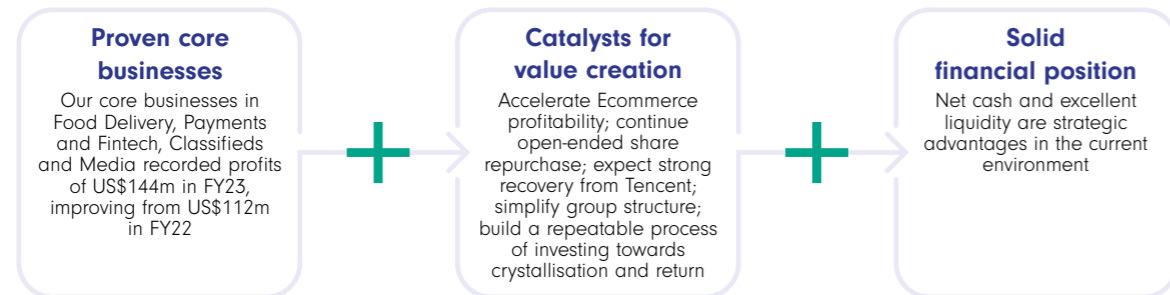 Proven core
businesses
Our core businesses in
Food Delivery, Payments
and Fintech, Classifieds
and Media recorded profits
of US$144m in FY23,
improving from US$112m
in FY22
Catalysts for
value creation
Accelerate Ecommerce
profitability; continue
open-ended share
repurchase; expect strong
recovery from Tencent;
simplify group structure;
build a repeatable process
of investing towards
crystallisation and return
Solid
financial position
Net cash and excellent
liquidity are strategic
advantages in the current
environment